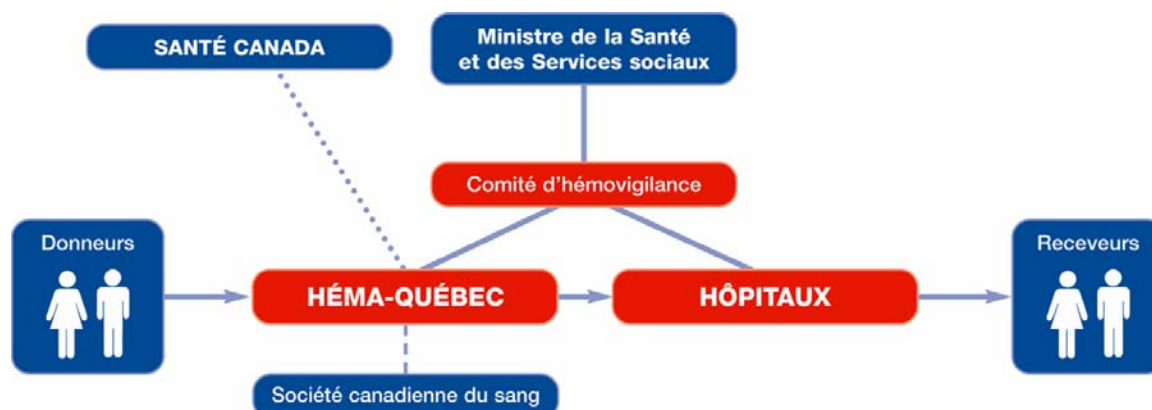 SANTÉ CANADA
Ministre de la Santé
et des Services sociaux
Comité d'hémovigilance
Donneurs
HÉMA-QUÉBEC
HÔPITAUX
Receveurs
Société canadienne du sang